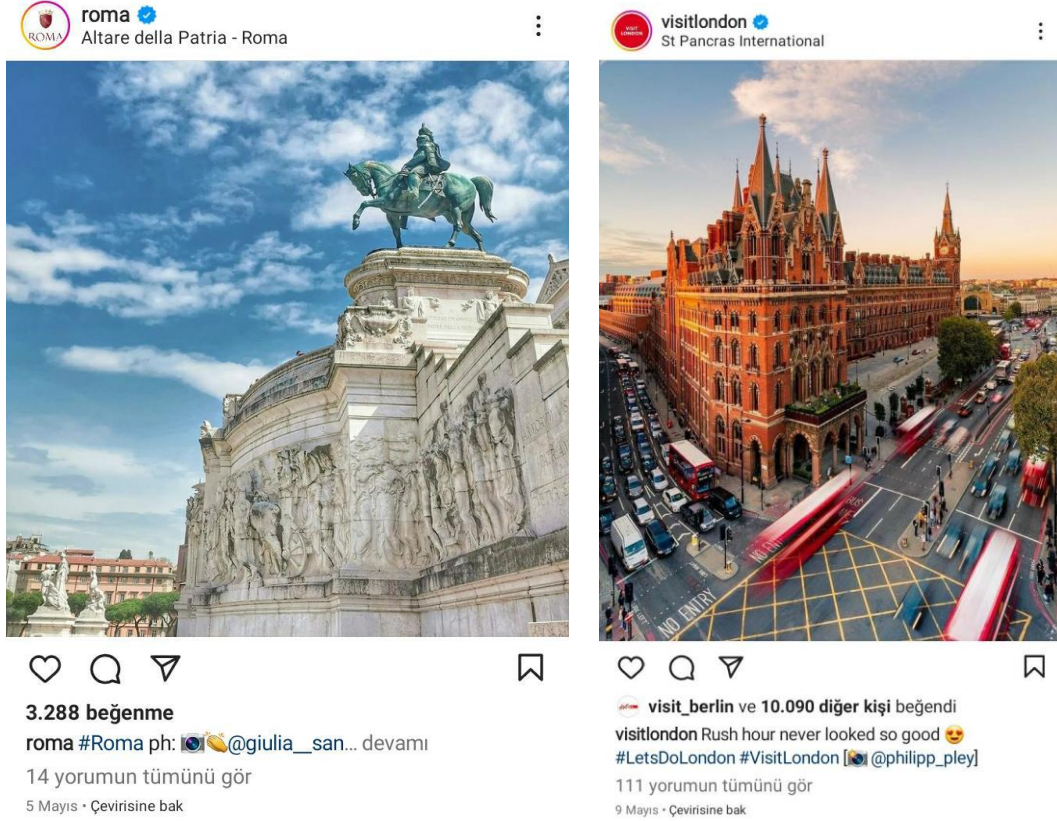 roma
Altare della Patria - Roma
ROMA
3.288 beğenme
roma #Roma ph: 📷👏@giulia__san... devamı
14 yorumun tümünü gör
5 Mayıs • Çevirisine bak
visitlondon
St Pancras International
VISIT
LONDON
NO ENTRY
NO ENTRY
visit_berlin ve 10.090 diğer kişi beğendi
visitlondon Rush hour never looked so good 😍
#LetsDoLondon #VisitLondon [📸 @philipp_pley]
111 yorumun tümünü gör
9 Mayıs • Çevirisine bak